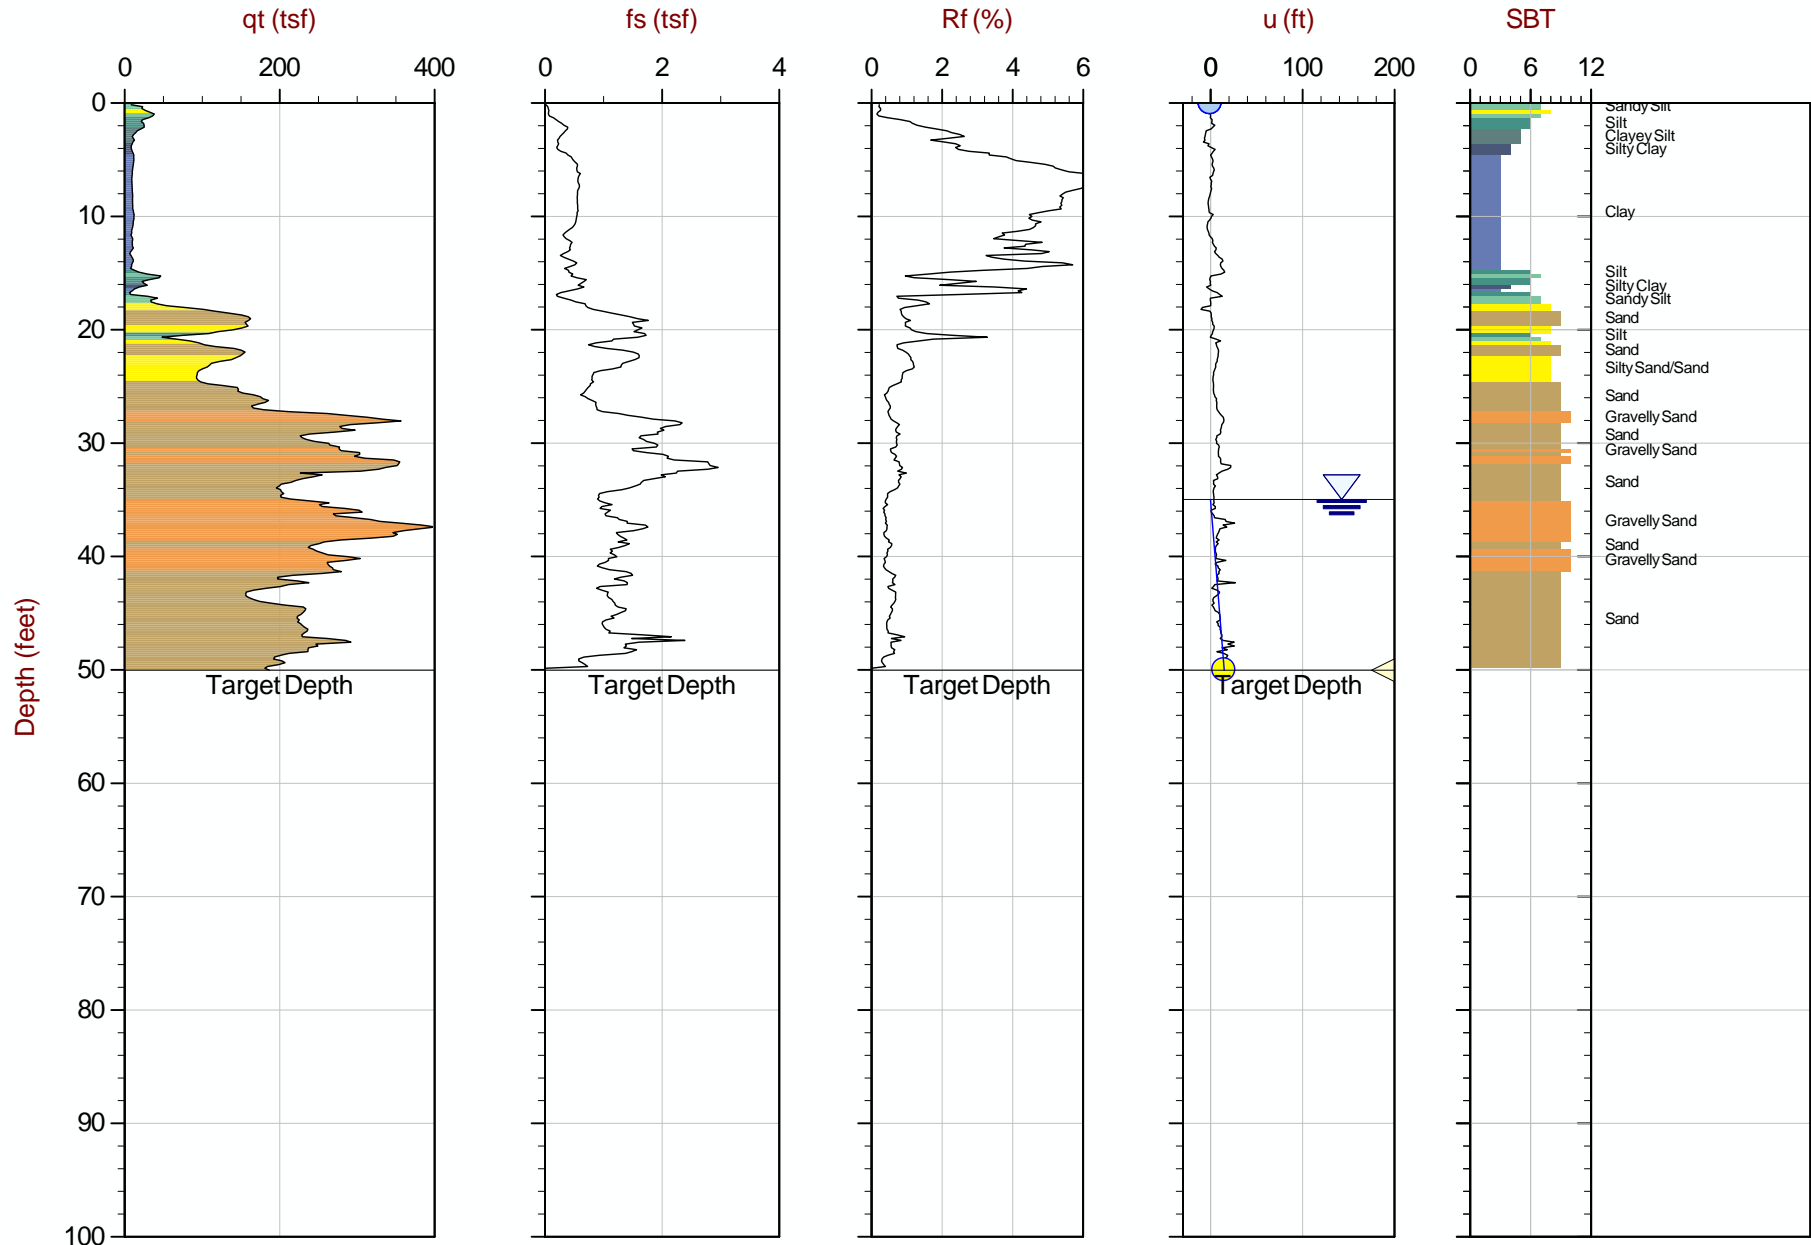 qt (tsf) fs (tsf) Rf (%) u (ft) SBT
0 200 400 0 2 4 0 2 4 6 0 0 100 200 0 6 12
0
10
20
30
40
50
60
70
80
90
100
Depth (feet)
Target Depth Target Depth Target Depth Target Depth
Sandy Silt
Silt
Clayey Silt
Silty Clay
Clay
Silt
Silty Clay
Sandy Silt
Sand
Silt
Sand
Silty Sand/Sand
Sand
Gravelly Sand
Sand
Gravelly Sand
Sand
Gravelly Sand
Sand
Gravelly Sand
Sand